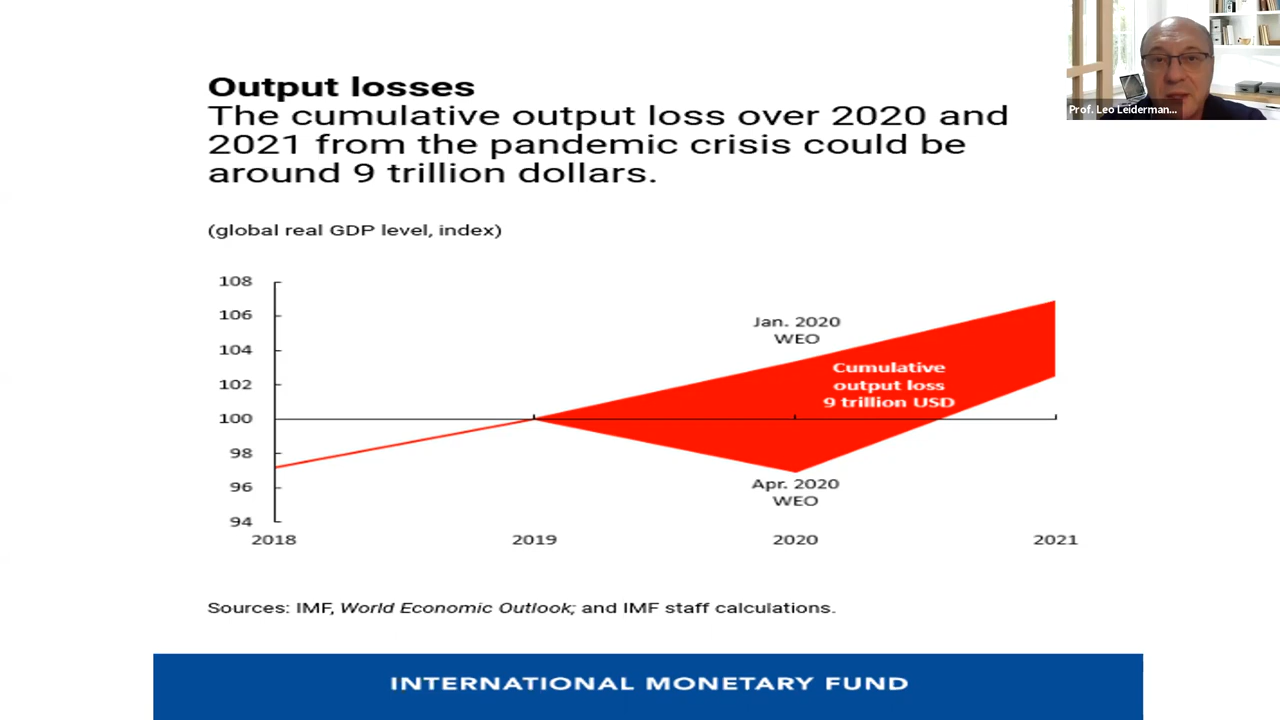 Output losses
The cumulative output loss over 2020 and
2021 from the pandemic crisis could be
around 9 trillion dollars.
Prof. Leo Leiderman...
(global real GDP level, index)
108
106
104
102
100
98
96
94
Jan. 2020
WEO
Cumulative
output loss
9 trillion USD
Apr. 2020
WEO
2018
2019
2020
2021
Sources: IMF, World Economic Outlook; and IMF staff calculations.
INTERNATIONAL MONETARY FUND